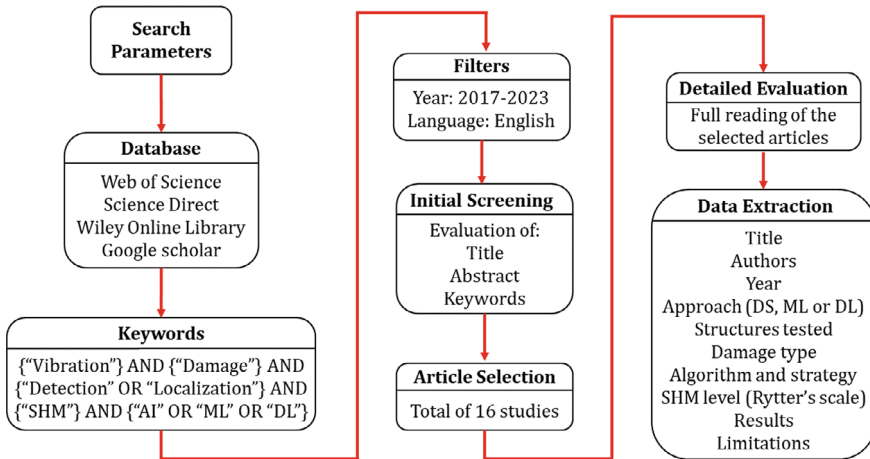 Search
Parameters
Database
Web of Science
Science Direct
Wiley Online Library
Google scholar
Keywords
{“Vibration”} AND {“Damage”} AND
{“Detection” OR “Localization”} AND
{“SHM”} AND {“AI” OR “ML” OR “DL”}
Filters
Year: 2017-2023
Language: English
Initial Screening
Evaluation of:
Title
Abstract
Keywords
Article Selection
Total of 16 studies
Detailed Evaluation
Full reading of the
selected articles
Data Extraction
Title
Authors
Year
Approach (DS, ML or DL)
Structures tested
Damage type
Algorithm and strategy
SHM level (Rytter’s scale)
Results
Limitations